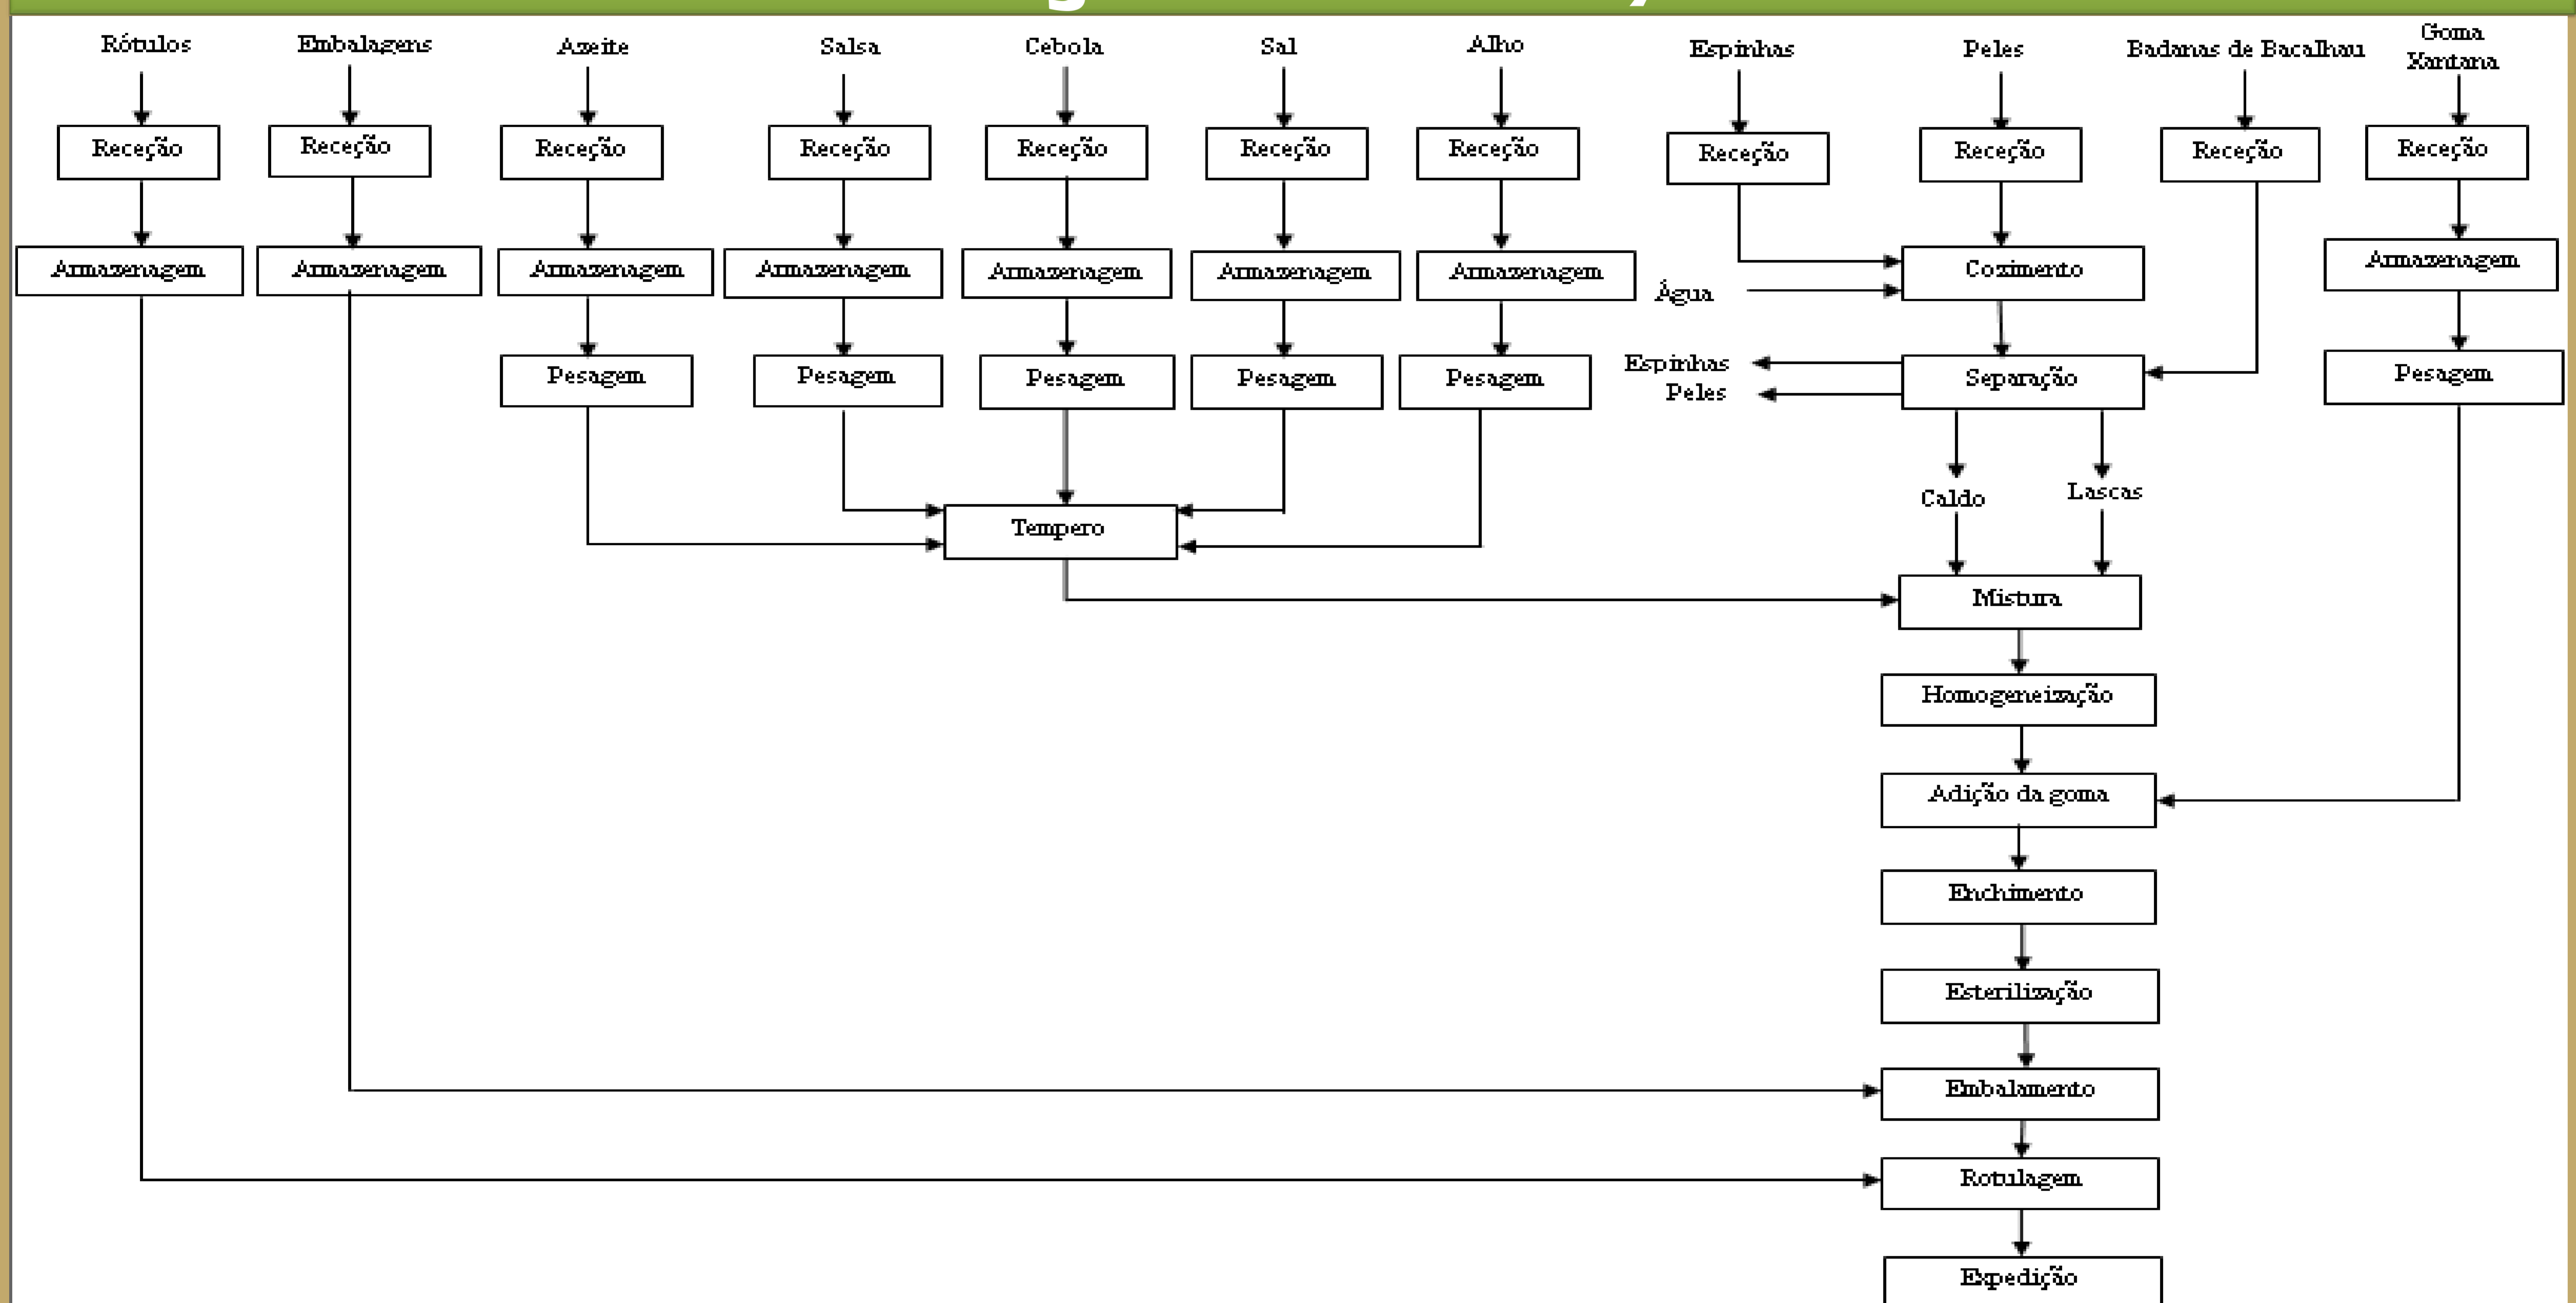 Rótulos
Embalagens
Azeite
Salsa
Cebola
Sal
Alho
Espinhas
Peles
Badanas de Bacalhau
Goma
Xantana
Receção
Receção
Receção
Receção
Receção
Receção
Receção
Receção
Receção
Receção
Receção
Armazenagem
Armazenagem
Armazenagem
Armazenagem
Armazenagem
Armazenagem
Armazenagem
Cozimento
Armazenagem
Água
Pesagem
Pesagem
Pesagem
Pesagem
Pesagem
Espinhas
Peles
Separação
Pesagem
Caldo
Lascas
Tempero
Mistura
Homogeneização
Adição da goma
Enchimento
Esterilização
Embalamento
Rotulagem
Expedição